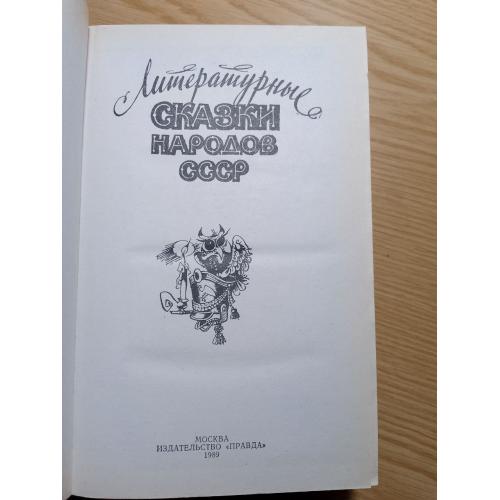 Литературные
СКАЗКИ
НАРОДОВ
СССР
МОСКВА
ИЗДАТЕЛЬСТВО «ПРАВДА»
1989